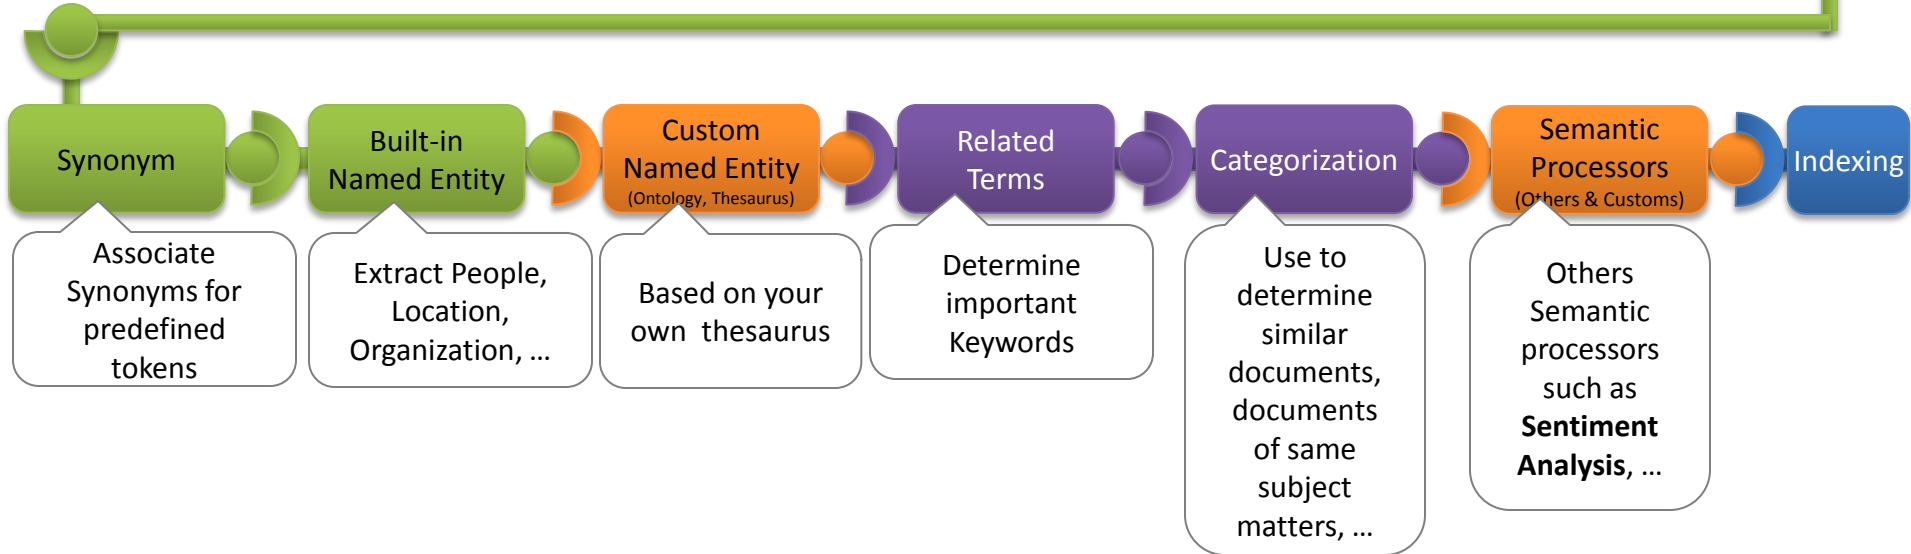 Synonym
Built-in
Named Entity
Custom
Named Entity
(Ontology, Thesaurus)
Related
Terms
Categorization
Semantic
Processors
(Others & Customs)
Indexing
Associate
Synonyms for
predefined
tokens
Extract People,
Location,
Organization, ...
Based on your
own thesaurus
Determine
important
Keywords
Use to
determine
similar
documents,
documents
of same
subject
matters, ...
Others
Semantic
processors
such as
Sentiment
Analysis, ...